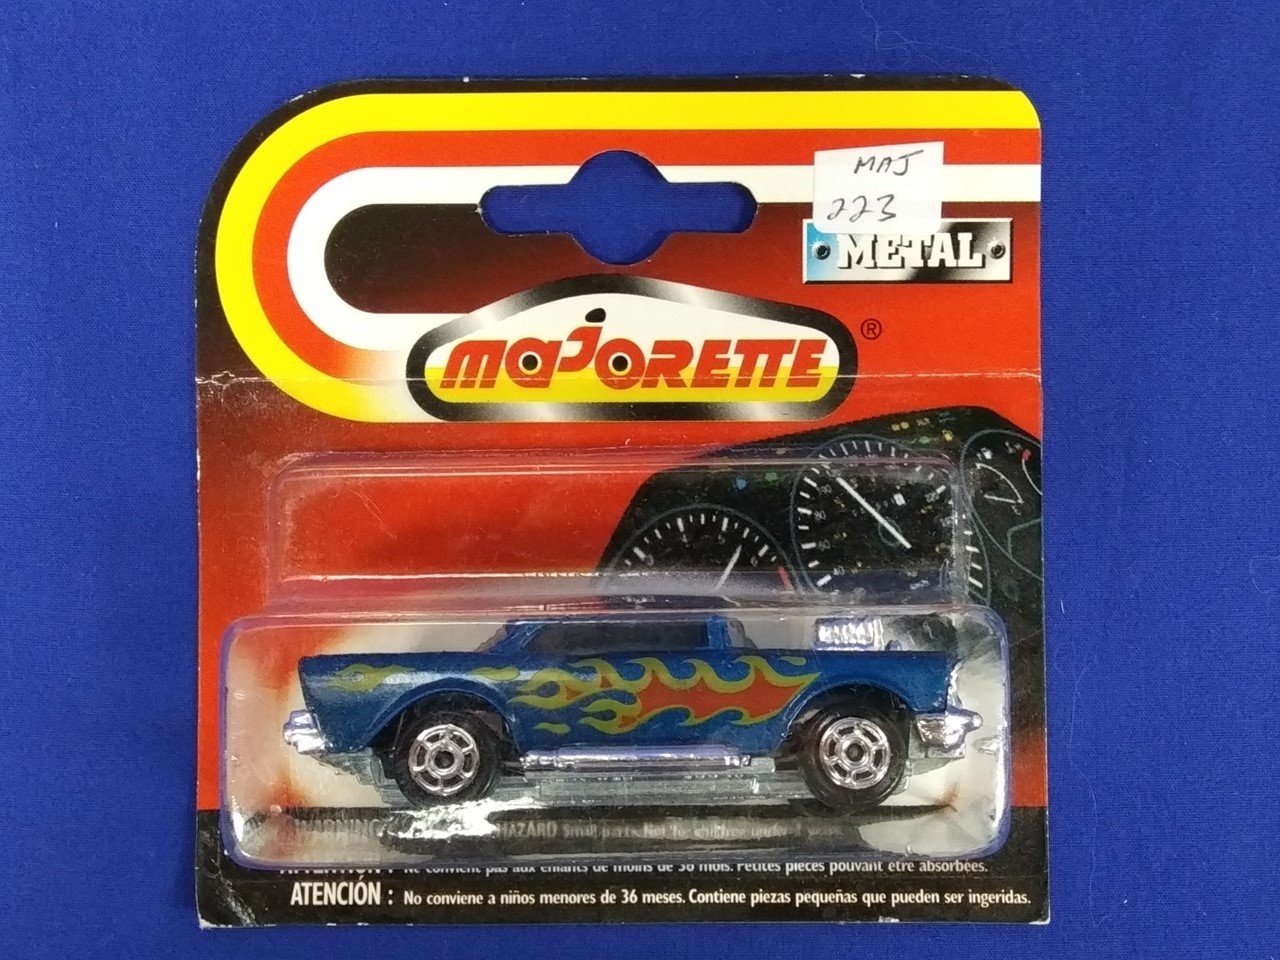 MAJ
223
METAL
MAJORETTE ®
WARNING HAZARD Small parts. Not for children under 3 years.
ATTENTION : Ne convient pas aux enfants de moins de 36 mois. Petites pièces pouvant être absorbées.
ATENCIÓN : No conviene a niños menores de 36 meses. Contiene piezas pequeñas que pueden ser ingeridas.